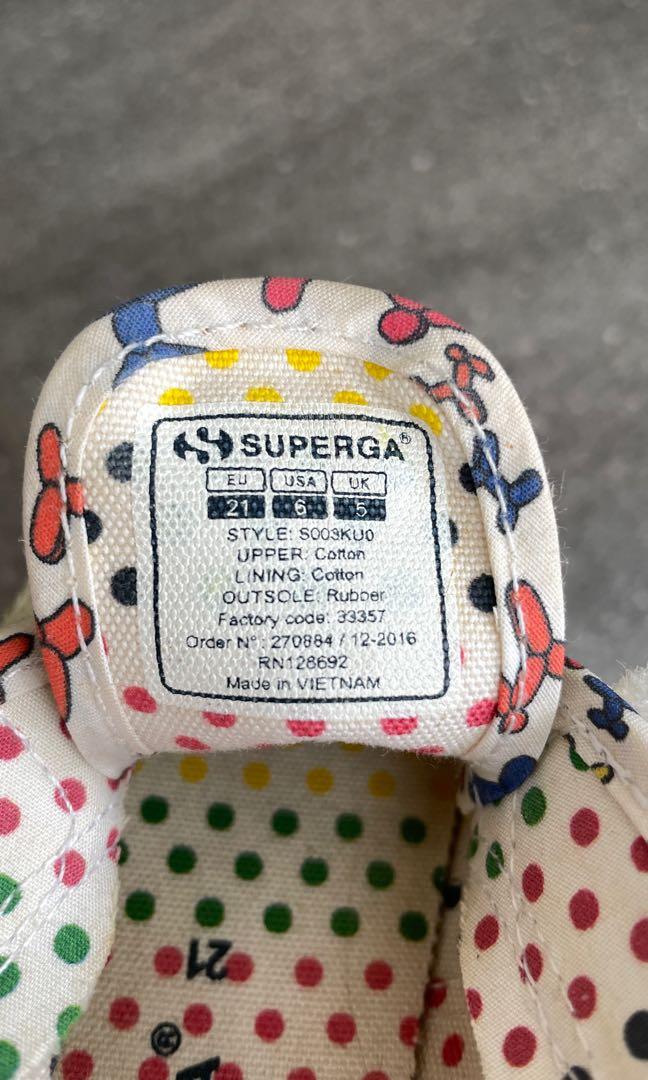 SUPERGA®
EU USA UK
21 6 5
STYLE: S003KU0
UPPER: Cotton
LINING: Cotton
OUTSOLE: Rubber
Factory code: 33357
Order N°: 270884 / 12-2016
RN128692
Made in VIETNAM
21
®